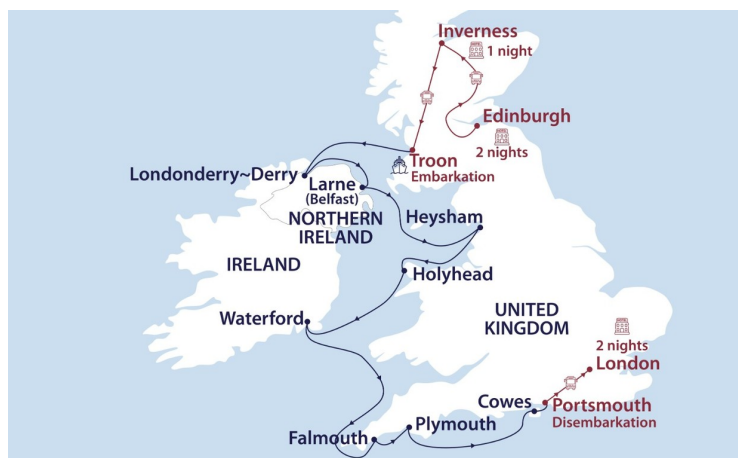 Inverness
1 night
Edinburgh
2 nights
Troon
Embarkation
Londonderry~Derry
Larne
(Belfast)
NORTHERN
IRELAND
Heysham
IRELAND
Holyhead
Waterford
UNITED
KINGDOM
2 nights
London
Cowes
Portsmouth
Disembarkation
Plymouth
Falmouth